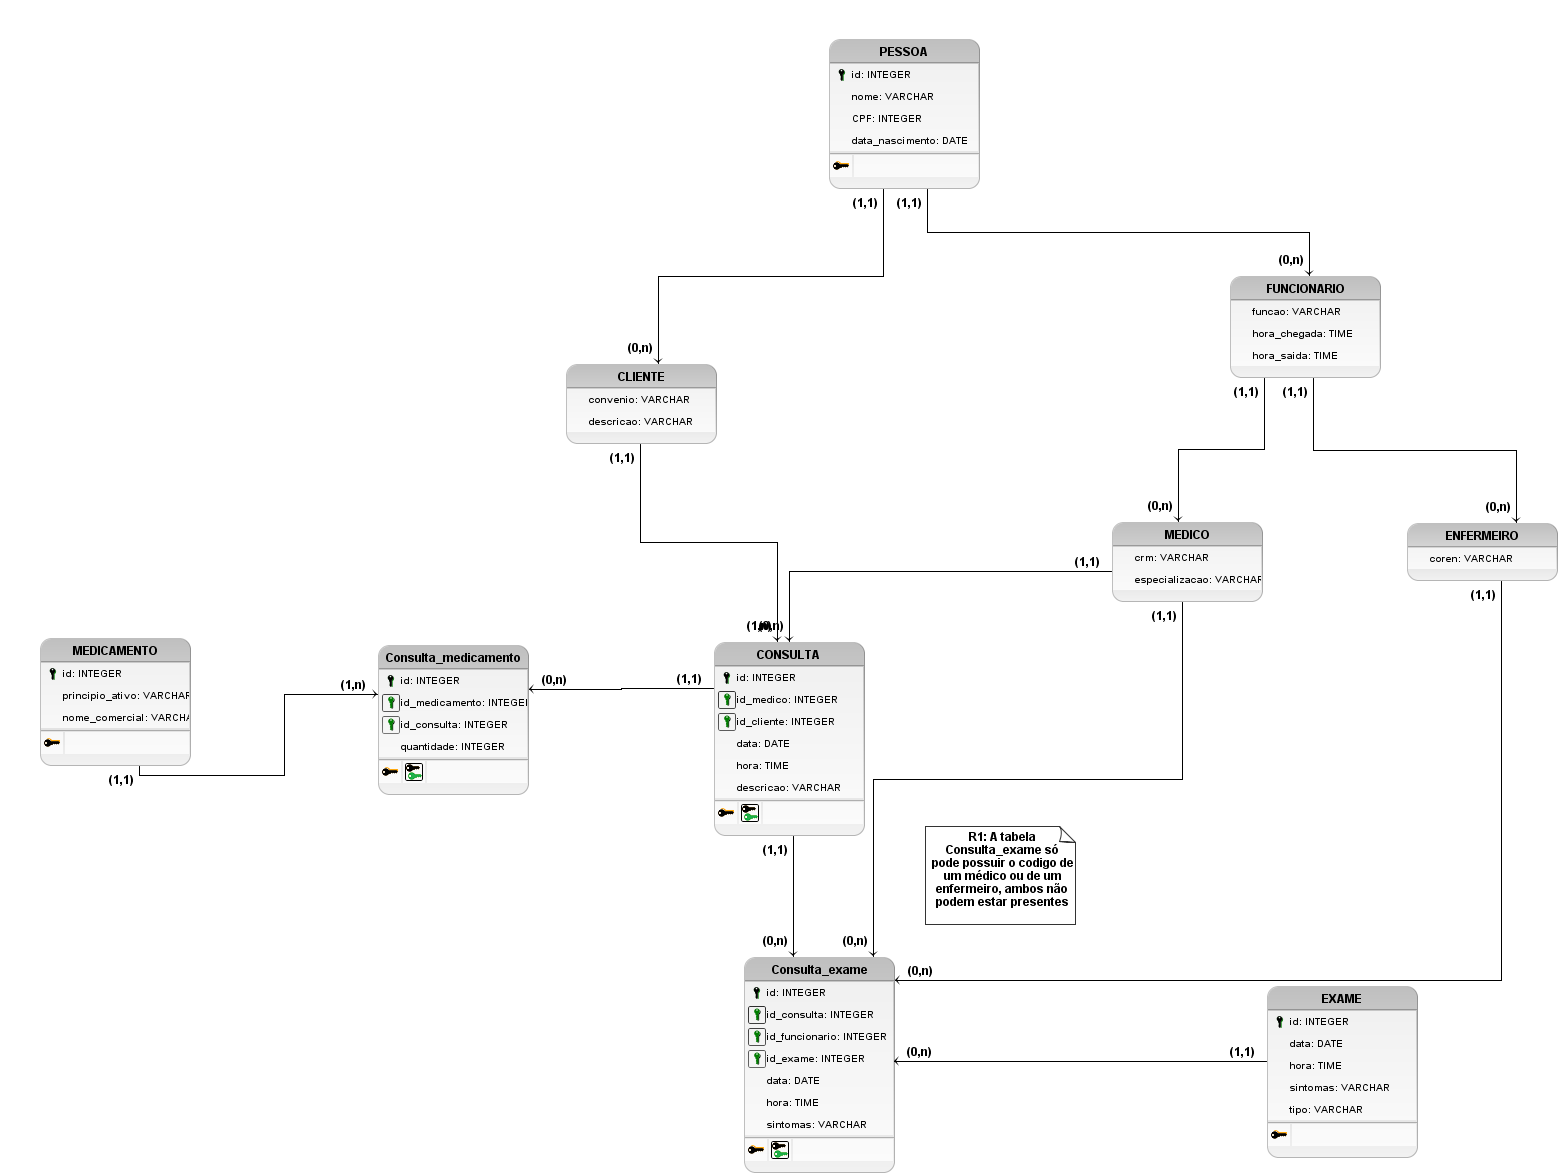 PESSOA
id: INTEGER
nome: VARCHAR
CPF: INTEGER
data_nascimento: DATE
(1,1)
(1,1)
(0,n)
FUNCIONARIO
funcao: VARCHAR
hora_chegada: TIME
hora_saida: TIME
(0,n)
CLIENTE
convenio: VARCHAR
descricao: VARCHAR
(1,1)
(1,1)
(1,1)
(0,n)
(0,n)
MEDICO
crm: VARCHAR
especializacao: VARCHAR
ENFERMEIRO
coren: VARCHAR
(1,1)
(1,1)
(1,1)
MEDICAMENTO
id: INTEGER
principio_ativo: VARCHAR
nome_comercial: VARCHA
(1,1)
(1,n)
Consulta_medicamento
id: INTEGER
id_medicamento: INTEGE
id_consulta: INTEGER
quantidade: INTEGER
(0,n)
(1,1)
CONSULTA
id: INTEGER
id_medico: INTEGER
id_cliente: INTEGER
data: DATE
hora: TIME
descricao: VARCHAR
(1,1)
R1: A tabela
Consulta_exame só
pode possuir o codigo de
um médico ou de um
enfermeiro, ambos não
podem estar presentes
(0,n)
(0,n)
(0,n)
Consulta_exame
id: INTEGER
id_consulta: INTEGER
id_funcionario: INTEGER
id_exame: INTEGER
data: DATE
hora: TIME
sintomas: VARCHAR
(0,n)
(1,1)
EXAME
id: INTEGER
data: DATE
hora: TIME
sintomas: VARCHAR
tipo: VARCHAR